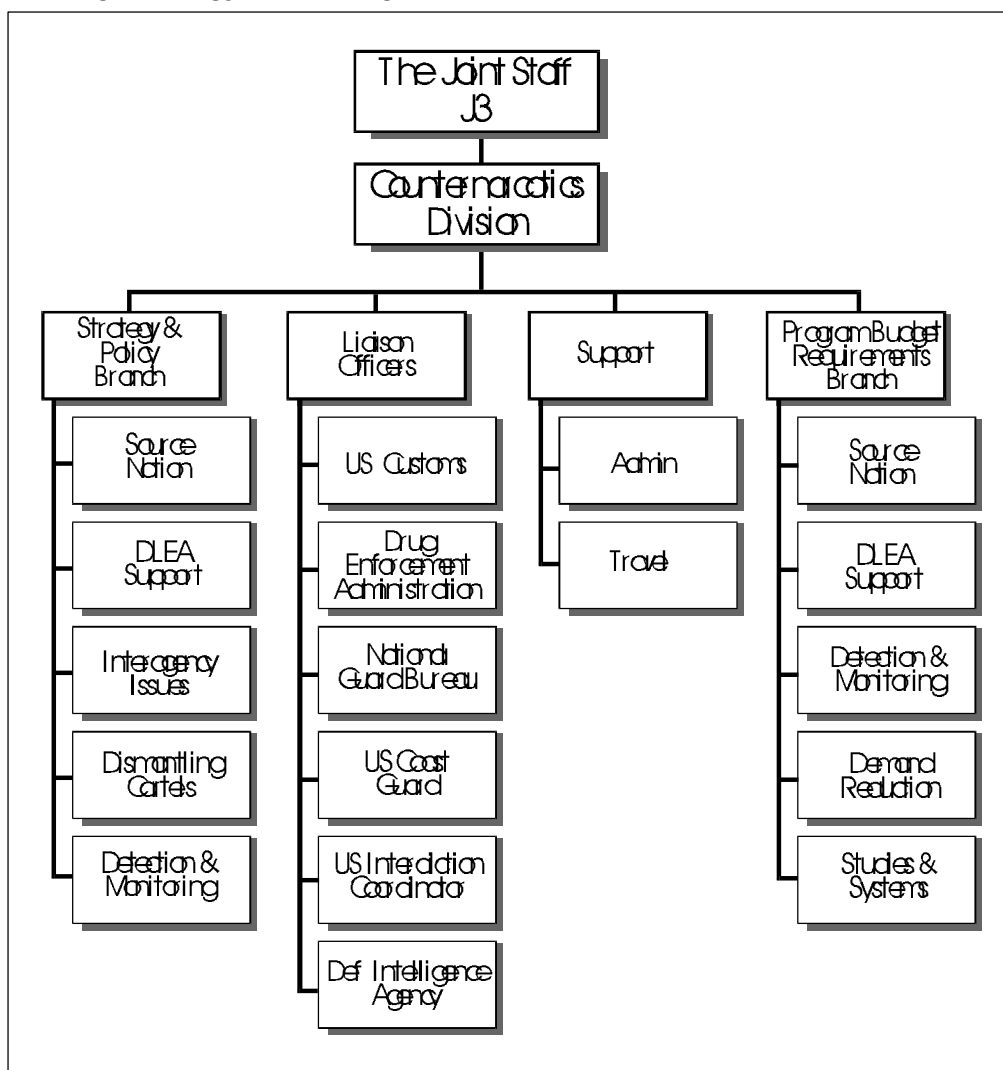 The Joint Staff
J3
Counternarcotics
Division
Strategy &
Policy
Branch
Source
Nation
DLEA
Support
Interagency
Issues
Dismantling
Cartels
Detection &
Monitoring
Liaison
Officers
US Customs
Drug
Enforcement
Administration
National
Guard Bureau
US Coast
Guard
US Interdiction
Coordinator
Def Intelligence
Agency
Support
Admin
Travel
Program Budget
Requirements
Branch
Source
Nation
DLEA
Support
Detection &
Monitoring
Demand
Reduction
Studies &
Systems